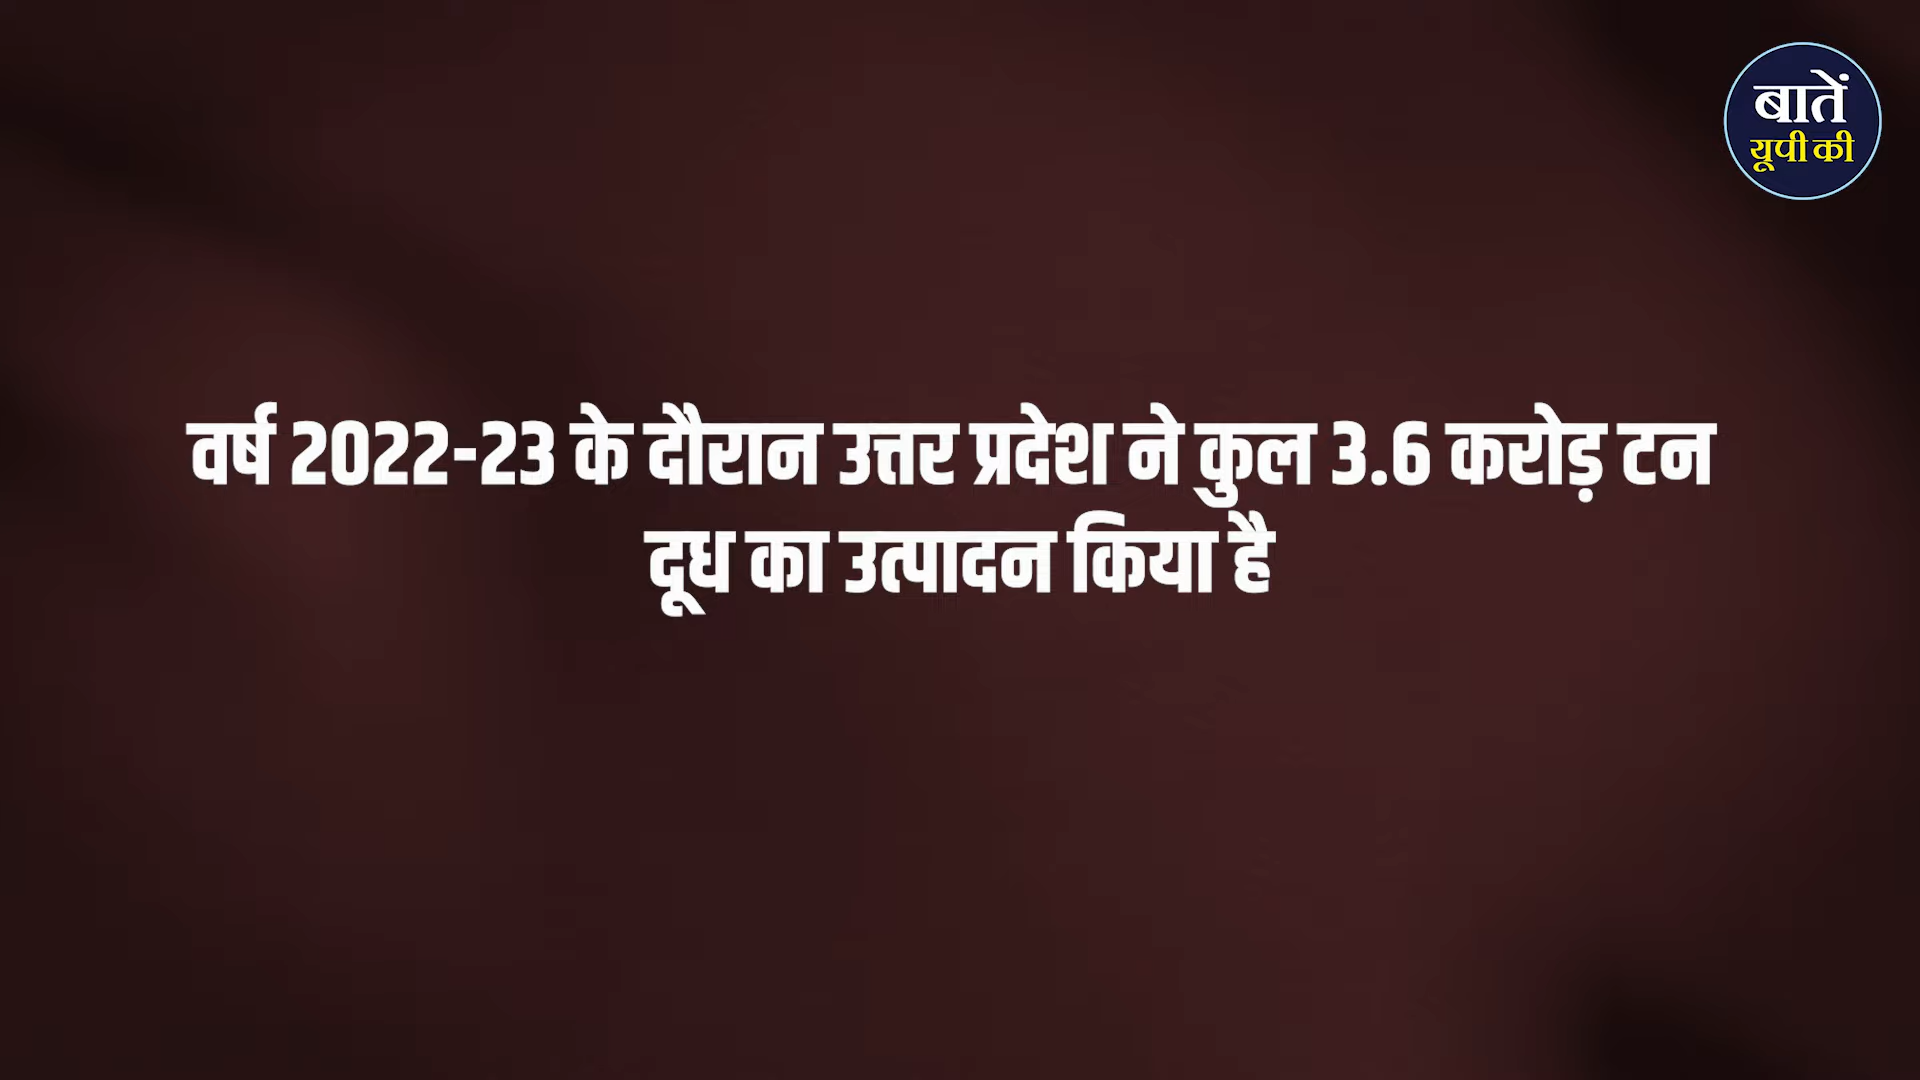 बातें
यूपी की
वर्ष 2022-23 के दौरान उत्तर प्रदेश ने कुल 3.6 करोड़ टन
दूध का उत्पादन किया है